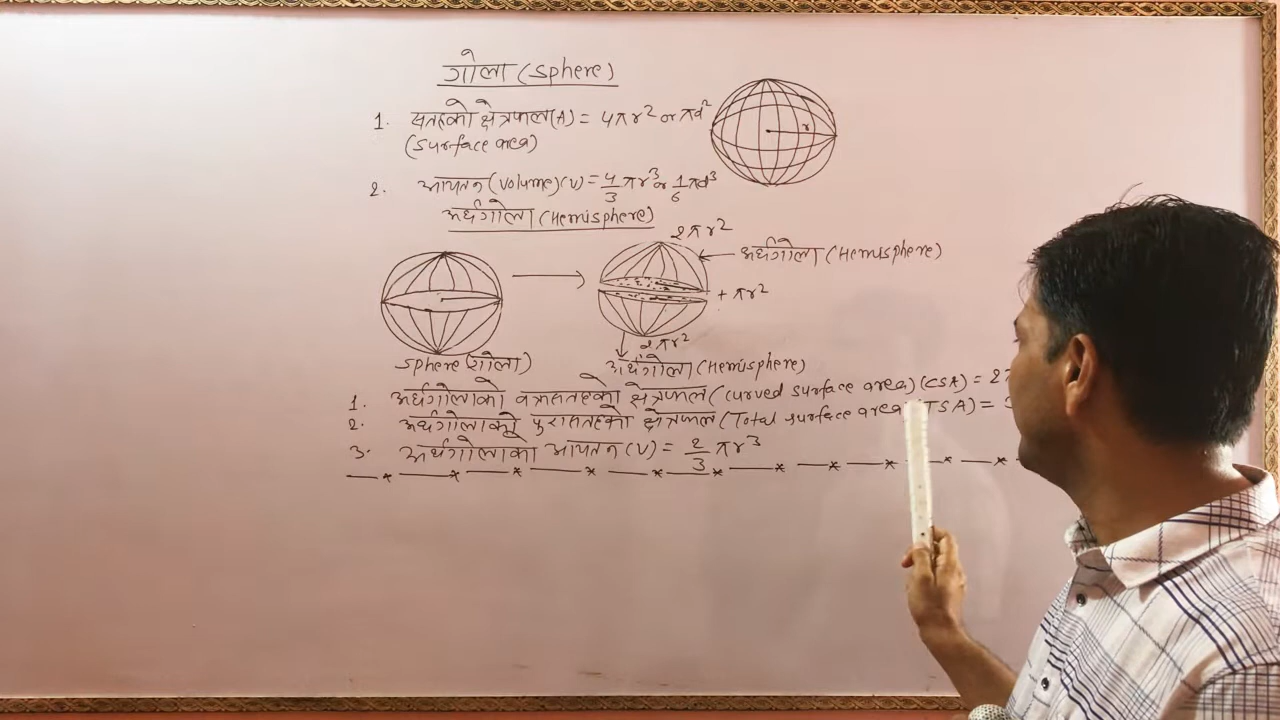 गोला (Sphere)
1. सतहको क्षेत्रफल (A) = 4πr² or πd²
(Surface area)
r
2. आयतन (Volume) (V) = 4/3 πr³ or 1/6 πd³
अर्धगोला (Hemisphere)
2πr²
अर्धगोला (Hemisphere)
+ πr²
2πr²
Sphere (गोला)
अर्धगोला (Hemisphere)
1. अर्धगोलाको वक्रसतहको क्षेत्रफल (curved surface area) (CSA) = 2
2. अर्धगोलाको पुरासतहको क्षेत्रफल (Total surface area TSA) =
3. अर्धगोलाको आयतन (V) = 2/3 πr³